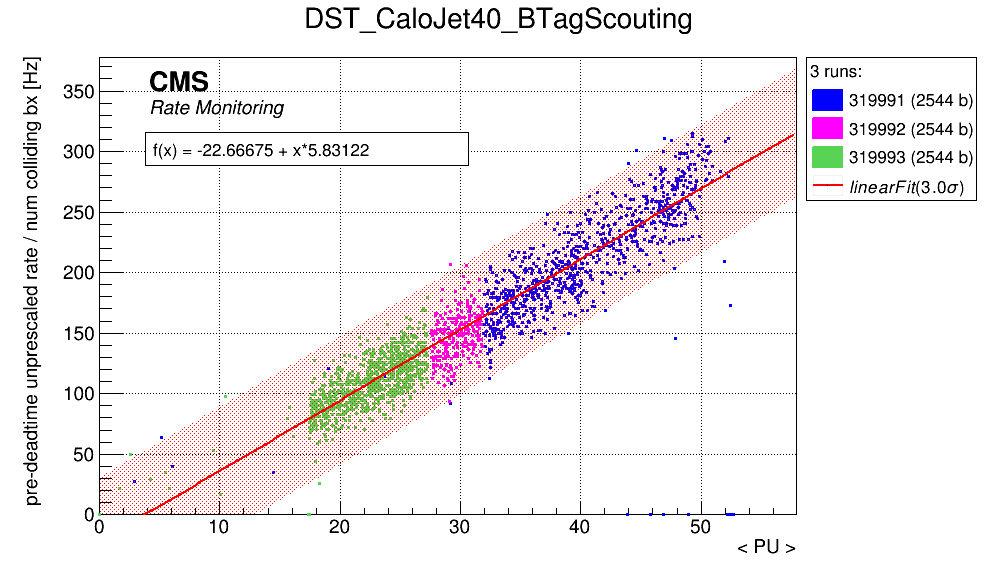 DST_CaloJet40_BTagScouting
pre-deadtime unprescaled rate / num colliding bx [Hz]
CMS
Rate Monitoring
f(x) = -22.66675 + x*5.83122
350
300
250
200
150
100
50
0
0 10 20 30 40 50
< PU >
3 runs:
319991 (2544 b)
319992 (2544 b)
319993 (2544 b)
linearFit(3.0σ)